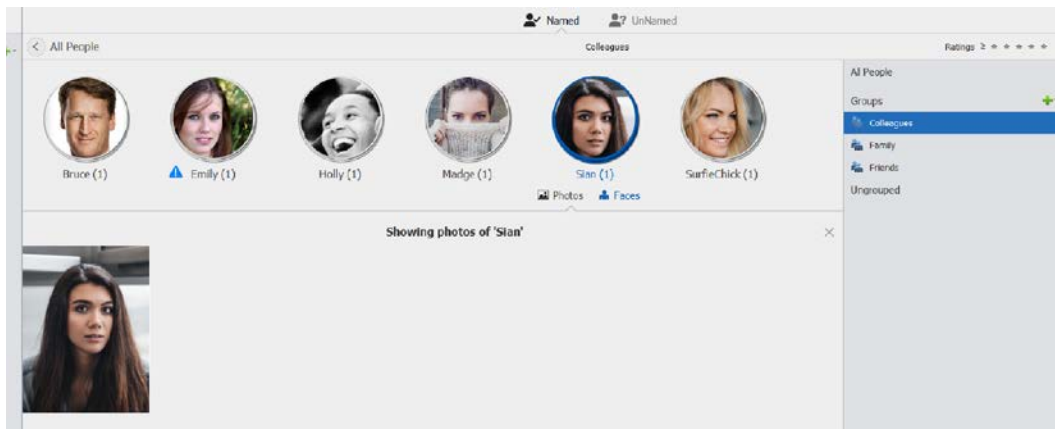 Named UnNamed
All People Colleagues Ratings ≥
All People
Groups
Colleagues
Family
Friends
Ungrouped
Bruce (1) Emily (1) Holly (1) Madge (1) Sian (1) SurfieChick (1)
Photos Faces
Showing photos of 'Sian'